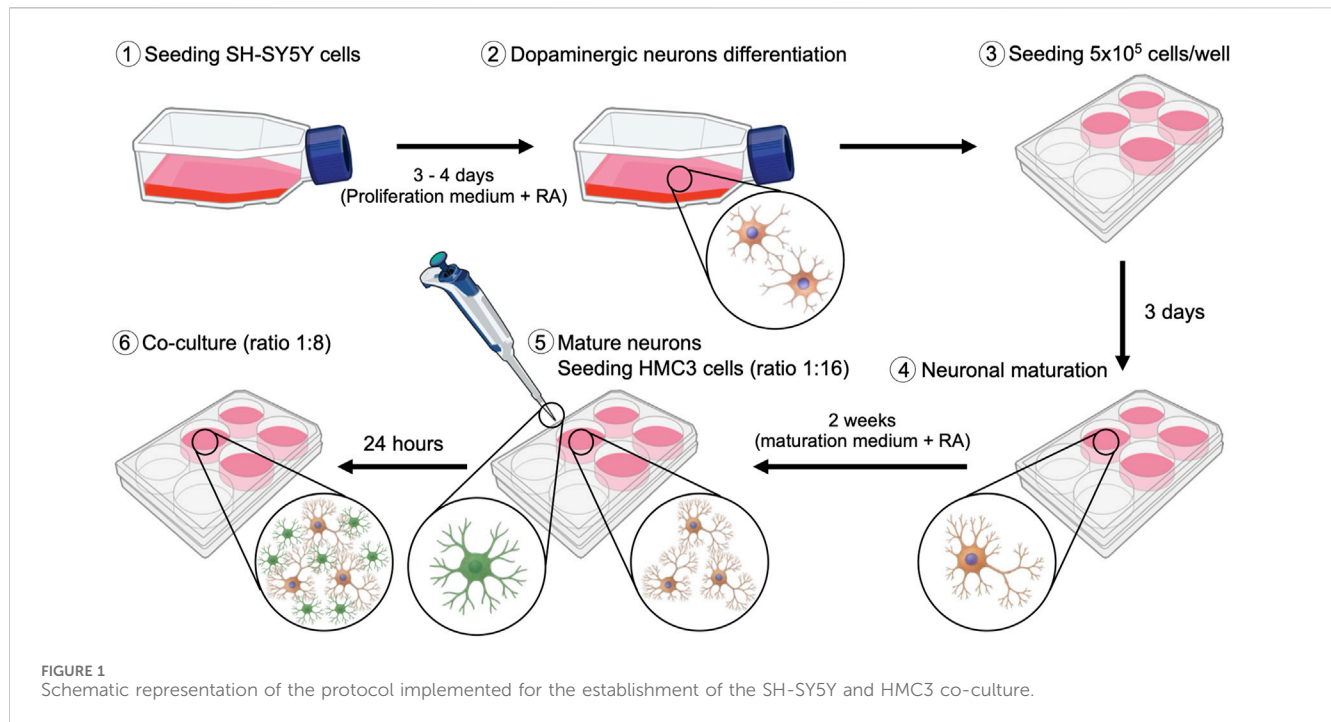 ① Seeding SH-SY5Y cells
② Dopaminergic neurons differentiation
③ Seeding 5x10⁵ cells/well
3 - 4 days
(Proliferation medium + RA)
3 days
④ Neuronal maturation
2 weeks
(maturation medium + RA)
⑤ Mature neurons
Seeding HMC3 cells (ratio 1:16)
24 hours
⑥ Co-culture (ratio 1:8)
FIGURE 1
Schematic representation of the protocol implemented for the establishment of the SH-SY5Y and HMC3 co-culture.